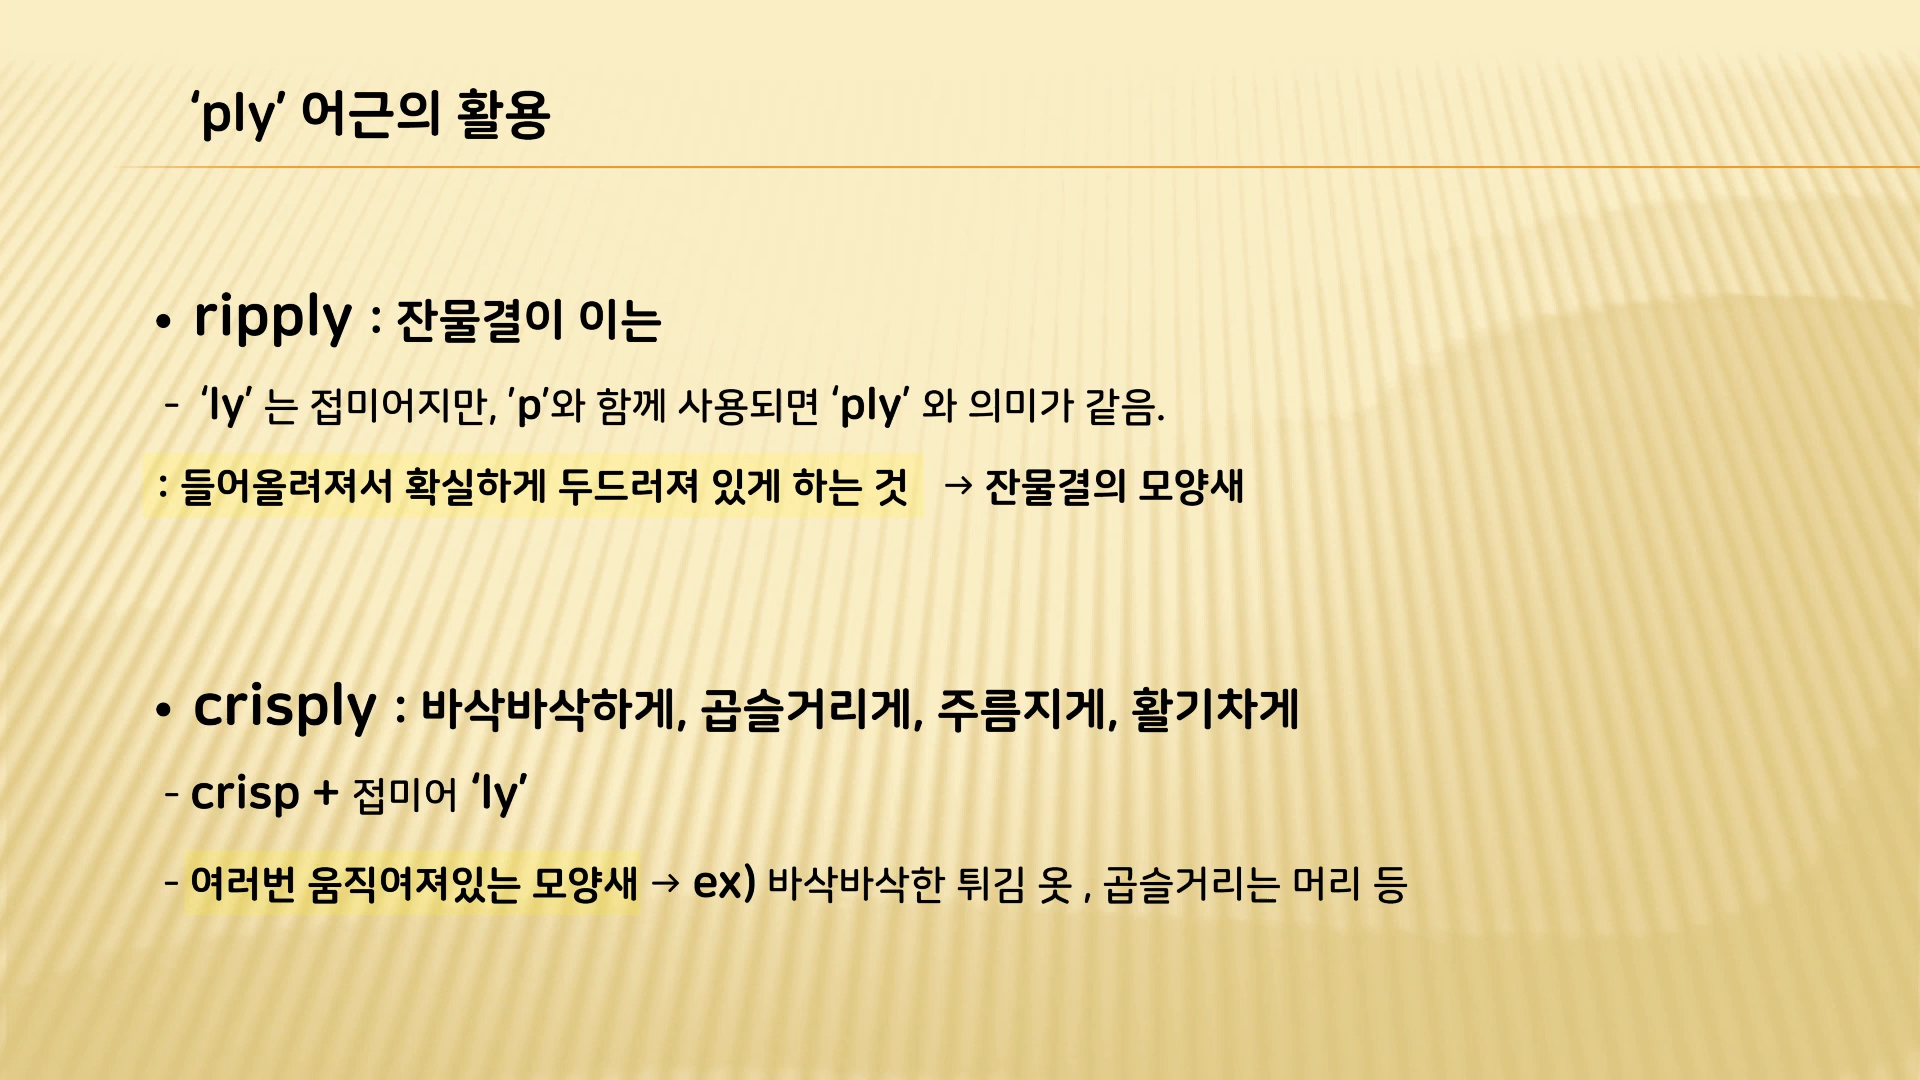 ‘ply’ 어근의 활용
• ripply : 잔물결이 이는
- ‘ly’ 는 접미어지만, ’p’와 함께 사용되면 ‘ply’ 와 의미가 같음.
: 들어올려져서 확실하게 두드러져 있게 하는 것 → 잔물결의 모양새
• crisply : 바삭바삭하게, 곱슬거리게, 주름지게, 활기차게
- crisp + 접미어 ‘ly’
- 여러번 움직여져있는 모양새 → ex) 바삭바삭한 튀김 옷 , 곱슬거리는 머리 등